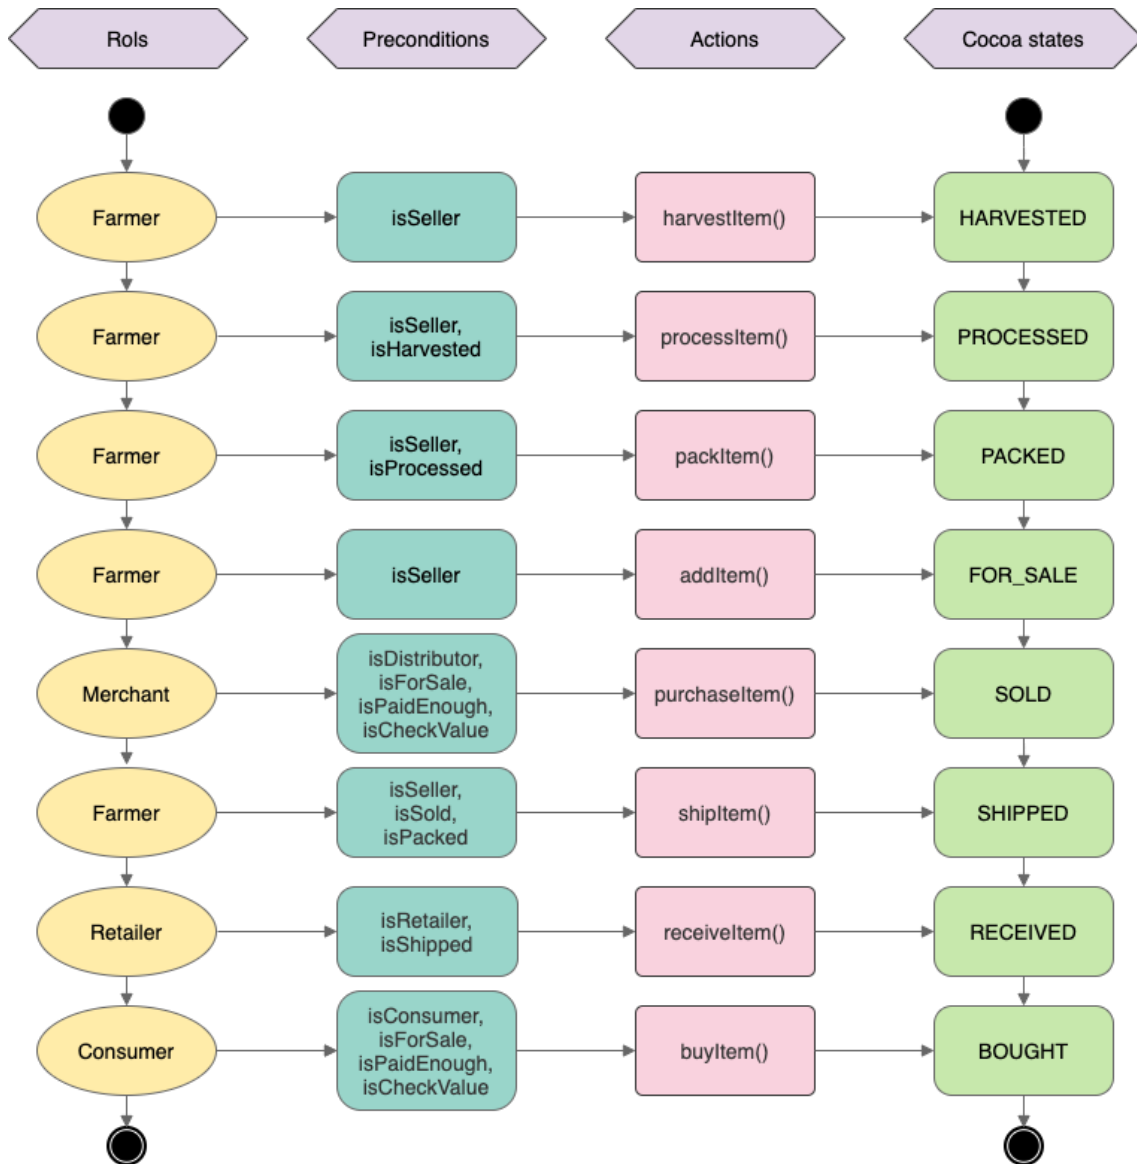 Rols
Preconditions
Actions
Cocoa states
Farmer
isSeller
harvestItem()
HARVESTED
Farmer
isSeller,
isHarvested
processItem()
PROCESSED
Farmer
isSeller,
isProcessed
packItem()
PACKED
Farmer
isSeller
addItem()
FOR_SALE
Merchant
isDistributor,
isForSale,
isPaidEnough,
isCheckValue
purchaseItem()
SOLD
Farmer
isSeller,
isSold,
isPacked
shipItem()
SHIPPED
Retailer
isRetailer,
isShipped
receiveItem()
RECEIVED
Consumer
isConsumer,
isForSale,
isPaidEnough,
isCheckValue
buyItem()
BOUGHT